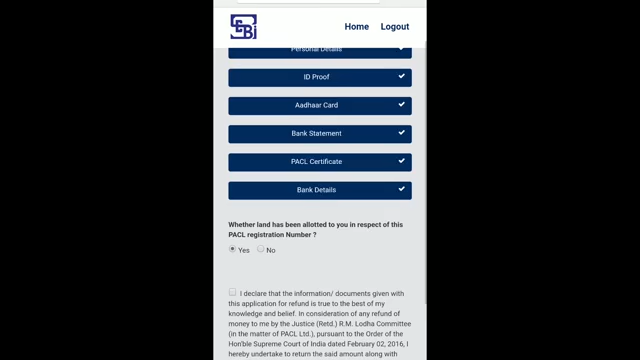 SEBI
Home Logout
Personal Details
ID Proof
Aadhaar Card
Bank Statement
PACL Certificate
Bank Details
Whether land has been allotted to you in respect of this
PACL registration Number ?
Yes No
I declare that the information/ documents given with
this application for refund is true to the best of my
knowledge and belief. In consideration of any refund of
money to me by the Justice (Retd.) R.M. Lodha Committee
(in the matter of PACL Ltd.), pursuant to the Order of the
Hon'ble Supreme Court of India dated February 02, 2016, I
hereby undertake to return the said amount along with